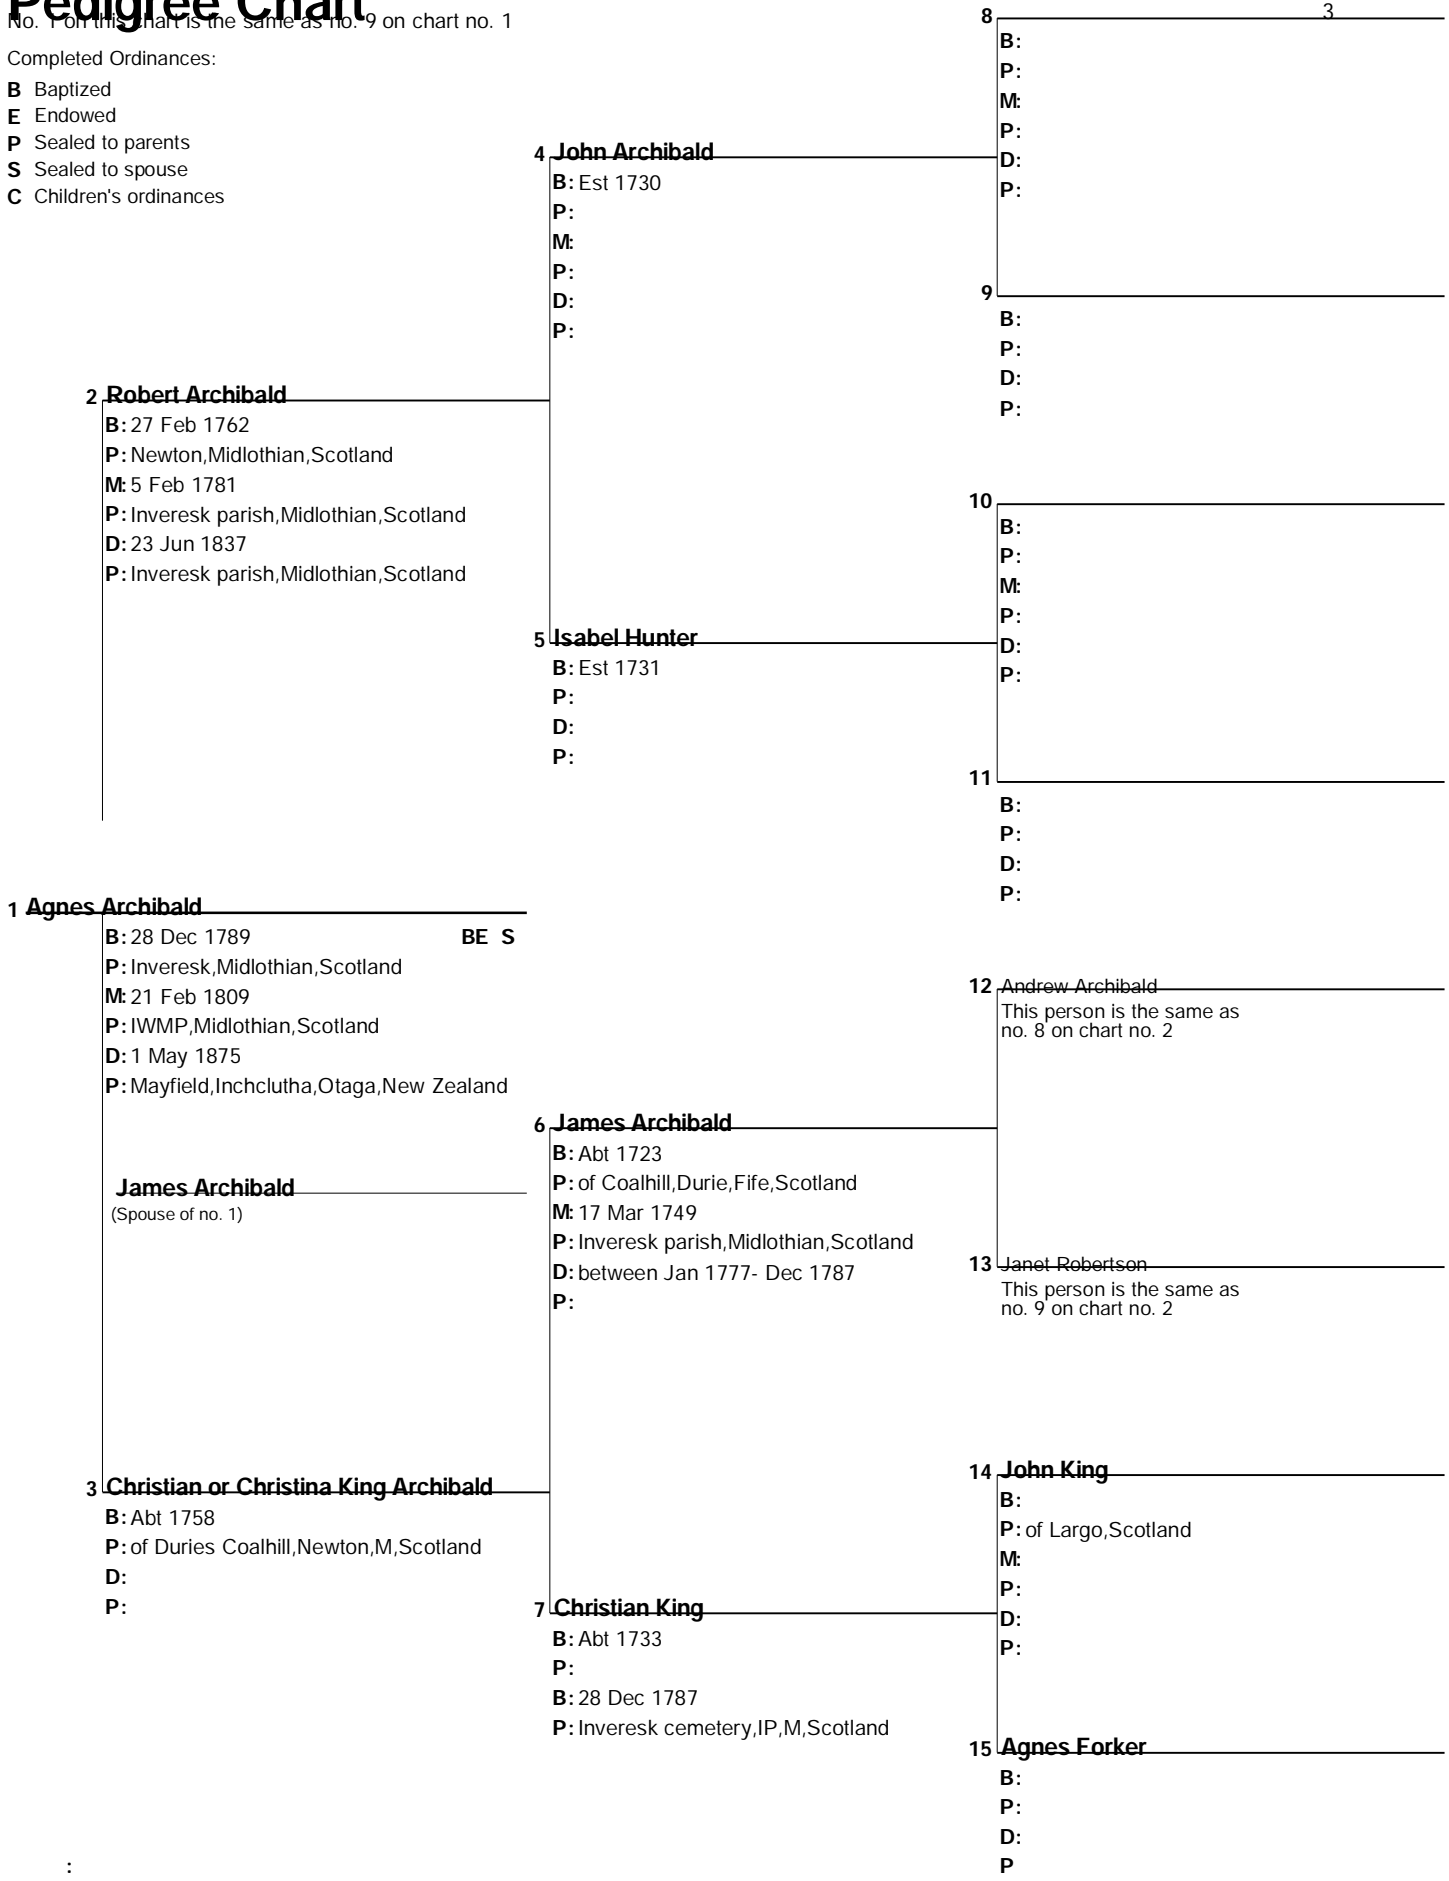 Pedigree Chart
No. 1 on this chart is the same as no. 9 on chart no. 1
3
Completed Ordinances:
B Baptized
E Endowed
P Sealed to parents
S Sealed to spouse
C Children's ordinances
8
B:
P:
M:
P:
D:
P:
4 John Archibald
B: Est 1730
P:
M:
P:
D:
P:
9
B:
P:
D:
P:
2 Robert Archibald
B: 27 Feb 1762
P: Newton,Midlothian,Scotland
M: 5 Feb 1781
P: Inveresk parish,Midlothian,Scotland
D: 23 Jun 1837
P: Inveresk parish,Midlothian,Scotland
10
B:
P:
M:
P:
D:
P:
5 Isabel Hunter
B: Est 1731
P:
D:
P:
11
B:
P:
D:
P:
1 Agnes Archibald
B: 28 Dec 1789 BE S
P: Inveresk,Midlothian,Scotland
M: 21 Feb 1809
P: IWMP,Midlothian,Scotland
D: 1 May 1875
P: Mayfield,Inchclutha,Otaga,New Zealand
James Archibald
(Spouse of no. 1)
12 Andrew Archibald
This person is the same as
no. 8 on chart no. 2
6 James Archibald
B: Abt 1723
P: of Coalhill,Durie,Fife,Scotland
M: 17 Mar 1749
P: Inveresk parish,Midlothian,Scotland
D: between Jan 1777- Dec 1787
P:
13 Janet Robertson
This person is the same as
no. 9 on chart no. 2
3 Christian or Christina King Archibald
B: Abt 1758
P: of Duries Coalhill,Newton,M,Scotland
D:
P:
14 John King
B:
P: of Largo,Scotland
M:
P:
D:
P:
7 Christian King
B: Abt 1733
P:
B: 28 Dec 1787
P: Inveresk cemetery,IP,M,Scotland
15 Agnes Forker
B:
P:
D:
P
: